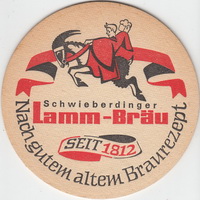 Schwieberdinger
Lamm-Bräu
SEIT 1812
Nach gutem altem Braurezept